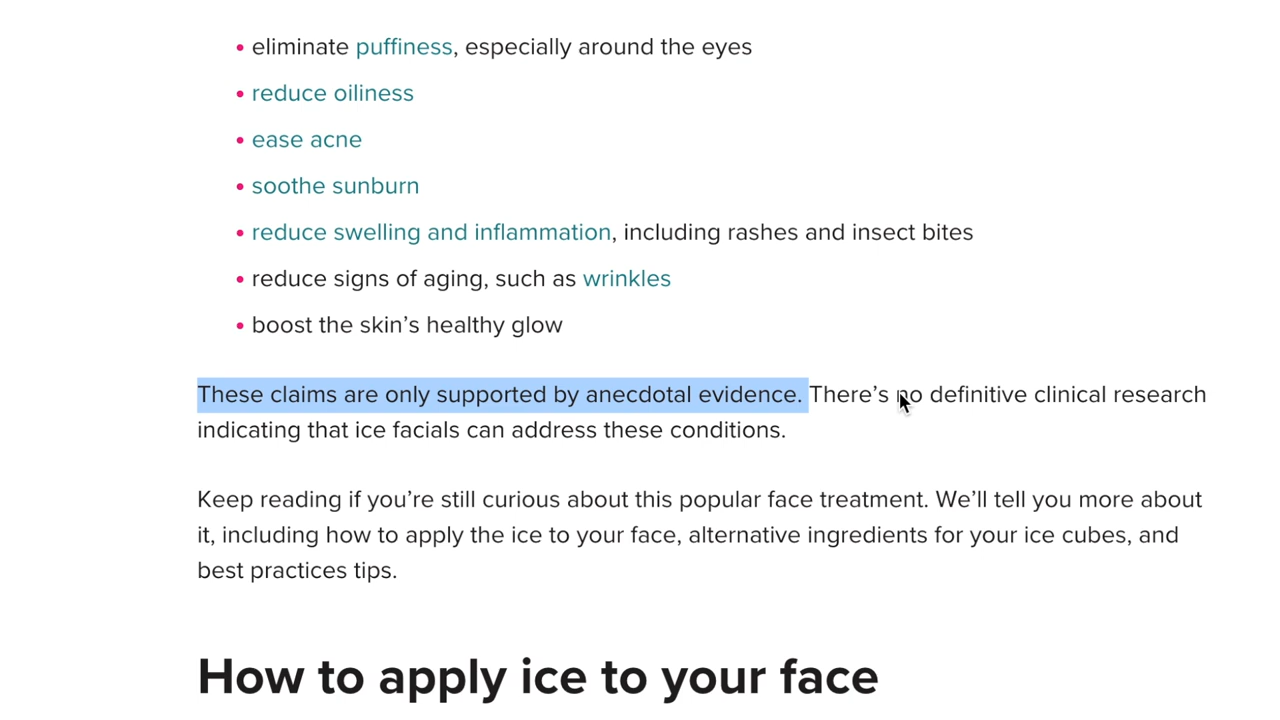 • eliminate puffiness, especially around the eyes
• reduce oiliness
• ease acne
• soothe sunburn
• reduce swelling and inflammation, including rashes and insect bites
• reduce signs of aging, such as wrinkles
• boost the skin’s healthy glow
These claims are only supported by anecdotal evidence. There’s no definitive clinical research
indicating that ice facials can address these conditions.
Keep reading if you’re still curious about this popular face treatment. We’ll tell you more about
it, including how to apply the ice to your face, alternative ingredients for your ice cubes, and
best practices tips.
How to apply ice to your face